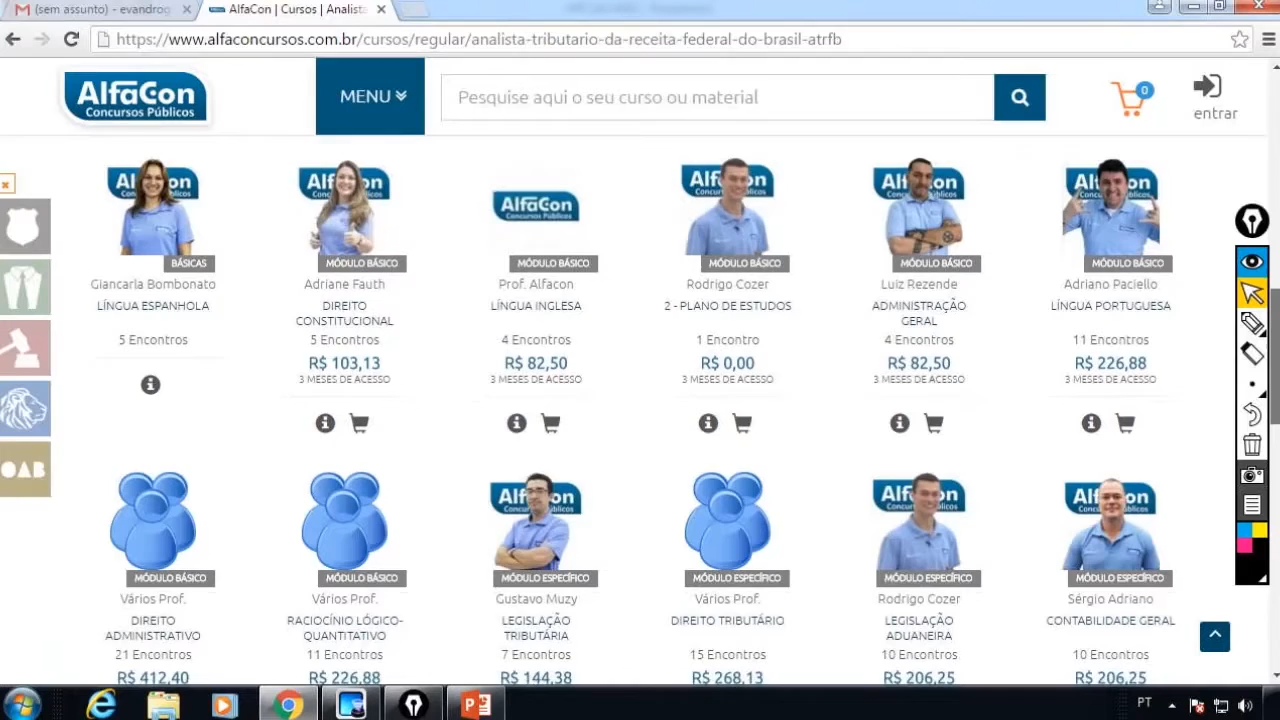 (sem assunto) - evandrog
AlfaCon | Cursos | Analista
https://www.alfaconcursos.com.br/cursos/regular/analista-tributario-da-receita-federal-do-brasil-atrfb
AlfaCon
Concursos Públicos
MENU
Pesquise aqui o seu curso ou material
0
entrar
BÁSICAS
Giancarla Bombonato
LÍNGUA ESPANHOLA
5 Encontros
AlfaCon
Concursos Públicos
MÓDULO BÁSICO
Adriane Fauth
DIREITO
CONSTITUCIONAL
5 Encontros
R$ 103,13
3 MESES DE ACESSO
AlfaCon
Concursos Públicos
MÓDULO BÁSICO
Prof. Alfacon
LÍNGUA INGLESA
4 Encontros
R$ 82,50
3 MESES DE ACESSO
MÓDULO BÁSICO
Rodrigo Cozer
2 - PLANO DE ESTUDOS
1 Encontro
R$ 0,00
3 MESES DE ACESSO
MÓDULO BÁSICO
Luiz Rezende
ADMINISTRAÇÃO
GERAL
4 Encontros
R$ 82,50
3 MESES DE ACESSO
MÓDULO BÁSICO
Adriano Paciello
LÍNGUA PORTUGUESA
11 Encontros
R$ 226,88
3 MESES DE ACESSO
OAB
MÓDULO BÁSICO
Vários Prof.
DIREITO
ADMINISTRATIVO
21 Encontros
R$ 412,40
MÓDULO BÁSICO
Vários Prof.
RACIOCÍNIO LÓGICO-
QUANTITATIVO
11 Encontros
R$ 226,88
MÓDULO ESPECÍFICO
Gustavo Muzy
LEGISLAÇÃO
TRIBUTÁRIA
7 Encontros
R$ 144,38
MÓDULO ESPECÍFICO
Vários Prof.
DIREITO TRIBUTÁRIO
15 Encontros
R$ 268,13
MÓDULO ESPECÍFICO
Rodrigo Cozer
LEGISLAÇÃO
ADUANEIRA
10 Encontros
R$ 206,25
MÓDULO ESPECÍFICO
Sérgio Adriano
CONTABILIDADE GERAL
10 Encontros
R$ 206,25
PT